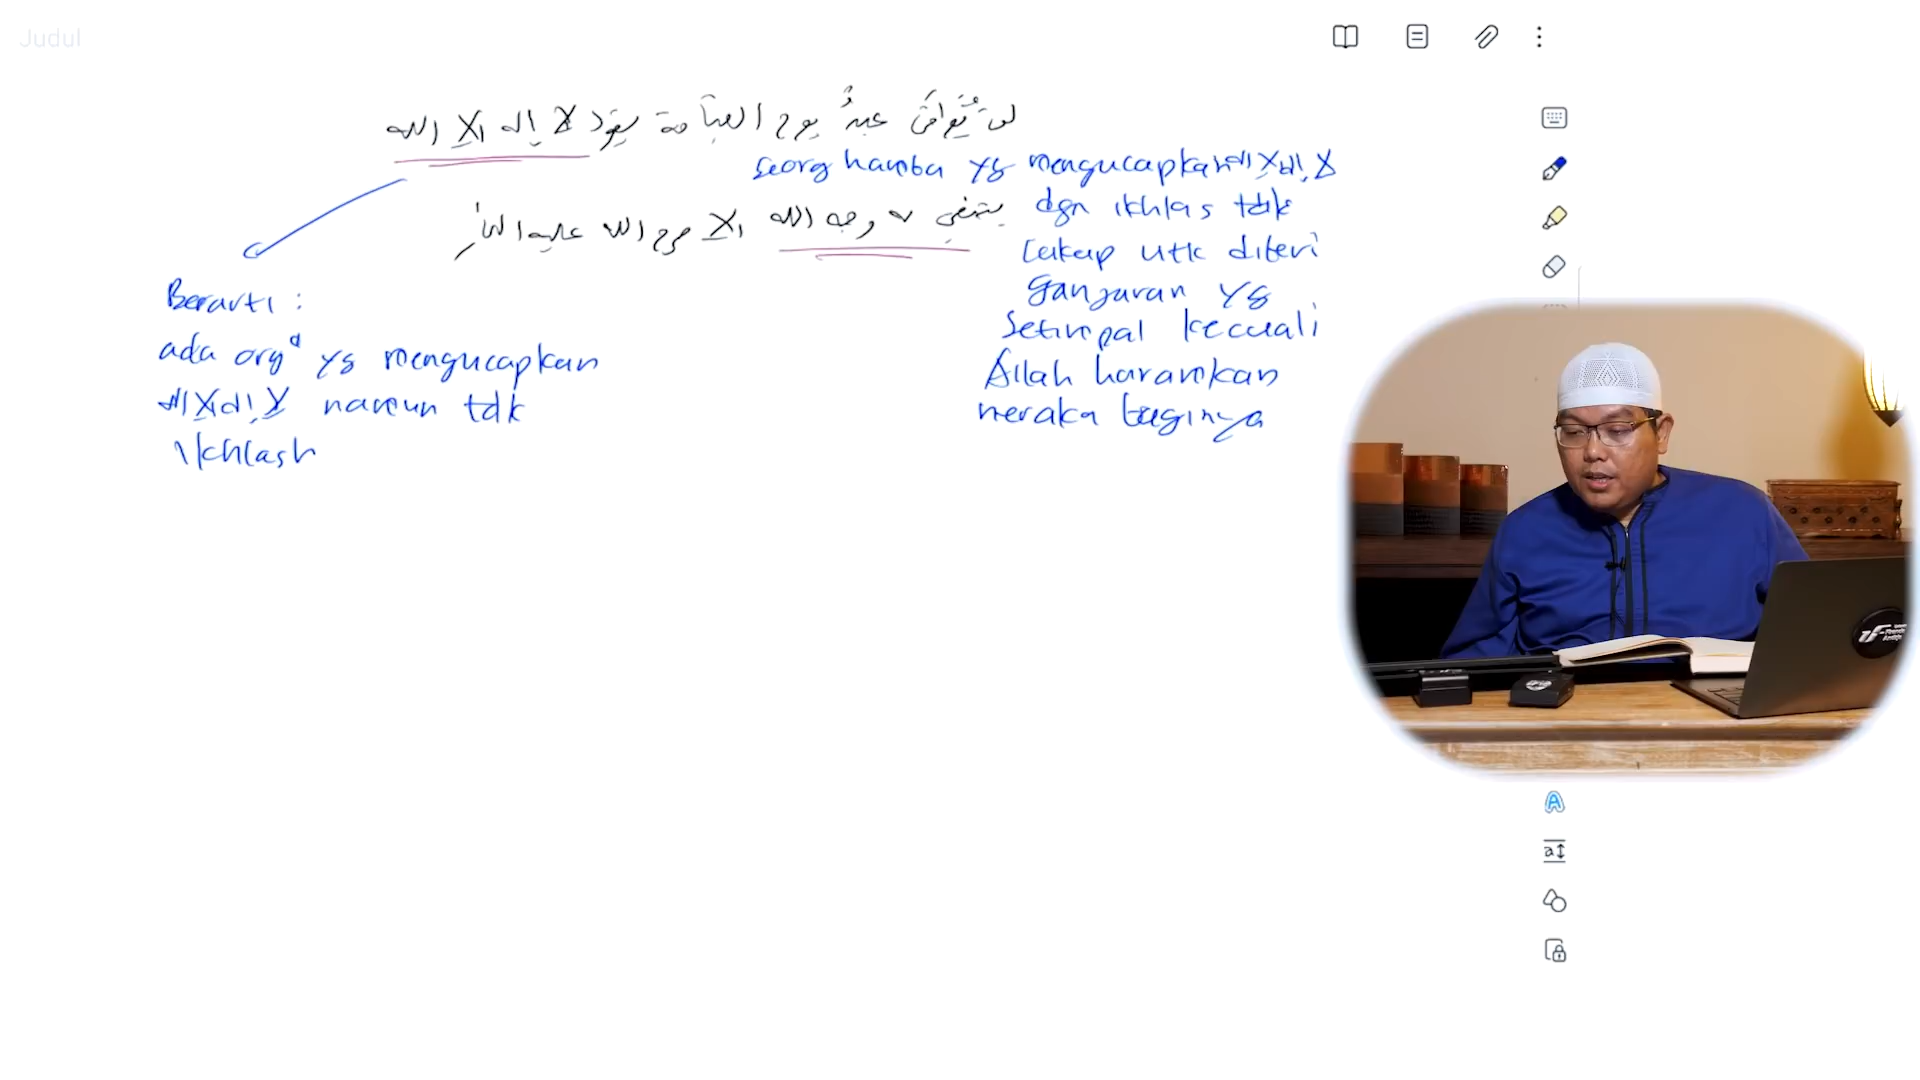 Judul
لن يُوَافَى عبدٌ يوم القيامة يقول لا إله إلا الله
seorg hamba yg mengucapkan لا إله إلا الله
يبتغي به وجه الله إلا حرم الله عليه النار
dgn ikhlas tdk
cukup utk diberi
ganjaran yg
setimpal kecuali
Allah haramkan
neraka baginya
Berarti :
ada org² yg mengucapkan
لا إله إلا الله namun tdk
ikhlash